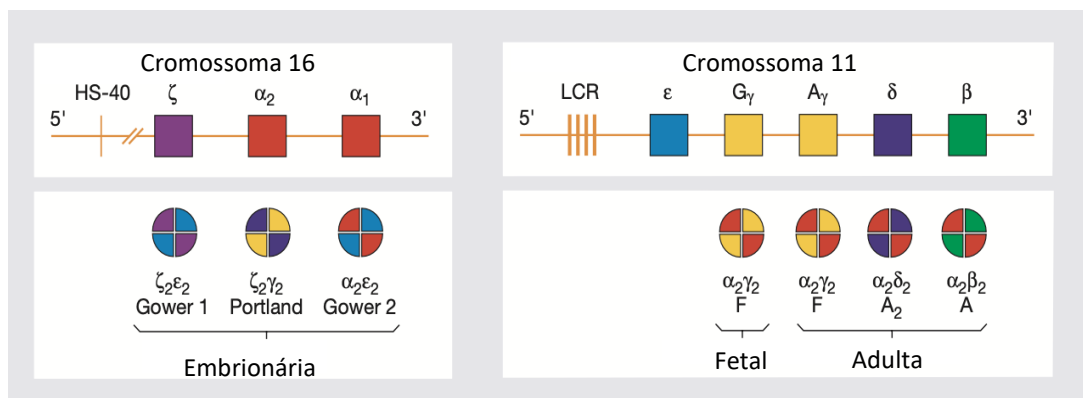 Cromossoma 16
HS-40 ζ α2 α1
5' 3'
ζ2ε2 ζ2γ2 α2ε2
Gower 1 Portland Gower 2
Embrionária
Cromossoma 11
LCR ε Gγ Aγ δ β
5' 3'
α2γ2 α2γ2 α2δ2 α2β2
F F A2 A
Fetal Adulta